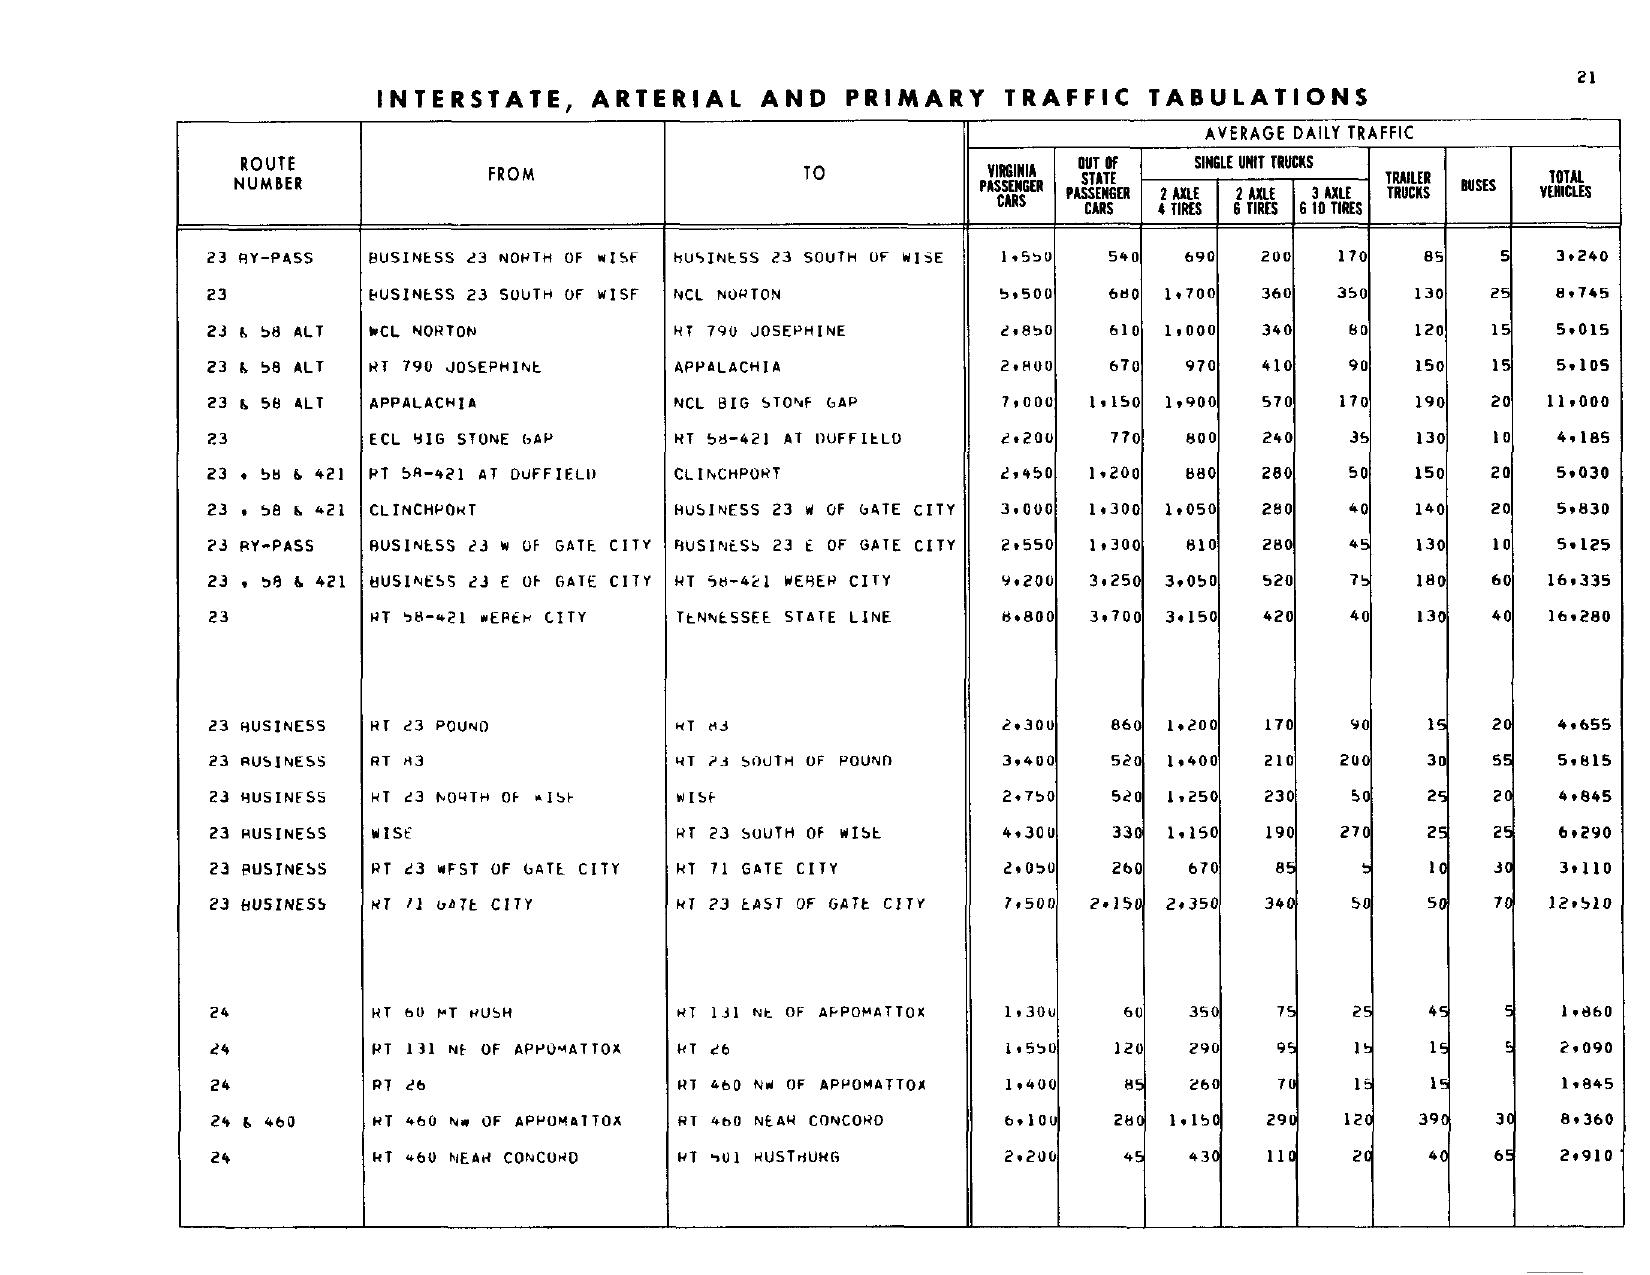 21
INTERSTATE, ARTERIAL AND PRIMARY TRAFFIC TABULATIONS
AVERAGE DAILY TRAFFIC
ROUTE NUMBER FROM TO VIRGINIA PASSENGER CARS OUT OF STATE PASSENGER CARS SINGLE UNIT TRUCKS 2 AXLE 4 TIRES 2 AXLE 6 TIRES 3 AXLE 6 10 TIRES TRAILER TRUCKS BUSES TOTAL VEHICLES
23 BY-PASS BUSINESS 23 NORTH OF WISE BUSINESS 23 SOUTH OF WISE 1,550 540 690 200 170 85 5 3,240
23 BUSINESS 23 SOUTH OF WISE NCL NORTON 5,500 680 1,700 360 350 130 25 8,745
23 & 58 ALT WCL NORTON RT 790 JOSEPHINE 2,850 610 1,000 340 80 120 15 5,015
23 & 58 ALT RT 790 JOSEPHINE APPALACHIA 2,800 670 970 410 90 150 15 5,105
23 & 58 ALT APPALACHIA NCL BIG STONE GAP 7,000 1,150 1,900 570 170 190 20 11,000
23 ECL BIG STONE GAP RT 58-421 AT DUFFIELD 2,200 770 800 240 35 130 10 4,185
23 , 58 & 421 RT 58-421 AT DUFFIELD CLINCHPORT 2,450 1,200 880 280 50 150 20 5,030
23 , 58 & 421 CLINCHPORT BUSINESS 23 W OF GATE CITY 3,000 1,300 1,050 280 40 140 20 5,830
23 BY-PASS BUSINESS 23 W OF GATE CITY BUSINESS 23 E OF GATE CITY 2,550 1,300 810 280 45 130 10 5,125
23 , 58 & 421 BUSINESS 23 E OF GATE CITY RT 58-421 WEBER CITY 9,200 3,250 3,050 520 75 180 60 16,335
23 RT 58-421 WEBER CITY TENNESSEE STATE LINE 8,800 3,700 3,150 420 40 130 40 16,280
23 BUSINESS RT 23 POUND RT 83 2,300 860 1,200 170 90 15 20 4,655
23 BUSINESS RT 83 RT 23 SOUTH OF POUND 3,400 520 1,400 210 200 30 55 5,815
23 BUSINESS RT 23 NORTH OF WISE WISE 2,750 520 1,250 230 50 25 20 4,845
23 BUSINESS WISE RT 23 SOUTH OF WISE 4,300 330 1,150 190 270 25 25 6,290
23 BUSINESS RT 23 WEST OF GATE CITY RT 71 GATE CITY 2,050 260 670 85 5 10 30 3,110
23 BUSINESS RT 71 GATE CITY RT 23 EAST OF GATE CITY 7,500 2,150 2,350 340 50 50 70 12,510
24 RT 60 MT RUSH RT 131 NE OF APPOMATTOX 1,300 60 350 75 25 45 5 1,860
24 RT 131 NE OF APPOMATTOX RT 26 1,550 120 290 95 15 15 5 2,090
24 RT 26 RT 460 NW OF APPOMATTOX 1,400 85 260 70 15 15 1,845
24 & 460 RT 460 NW OF APPOMATTOX RT 460 NEAR CONCORD 6,100 280 1,150 290 120 390 30 8,360
24 RT 460 NEAR CONCORD RT 501 RUSTBURG 2,200 45 430 110 20 40 65 2,910